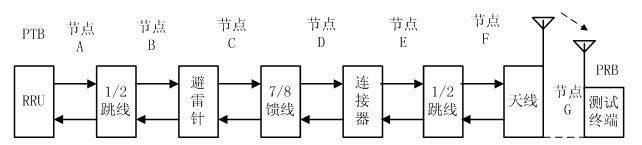 PTB
节点
A
节点
B
节点
C
节点
D
节点
E
节点
F
RRU
1/2
跳线
避
雷
针
7/8
馈线
连
接
器
1/2
跳线
天线
节点
G
PRB
测试
终端